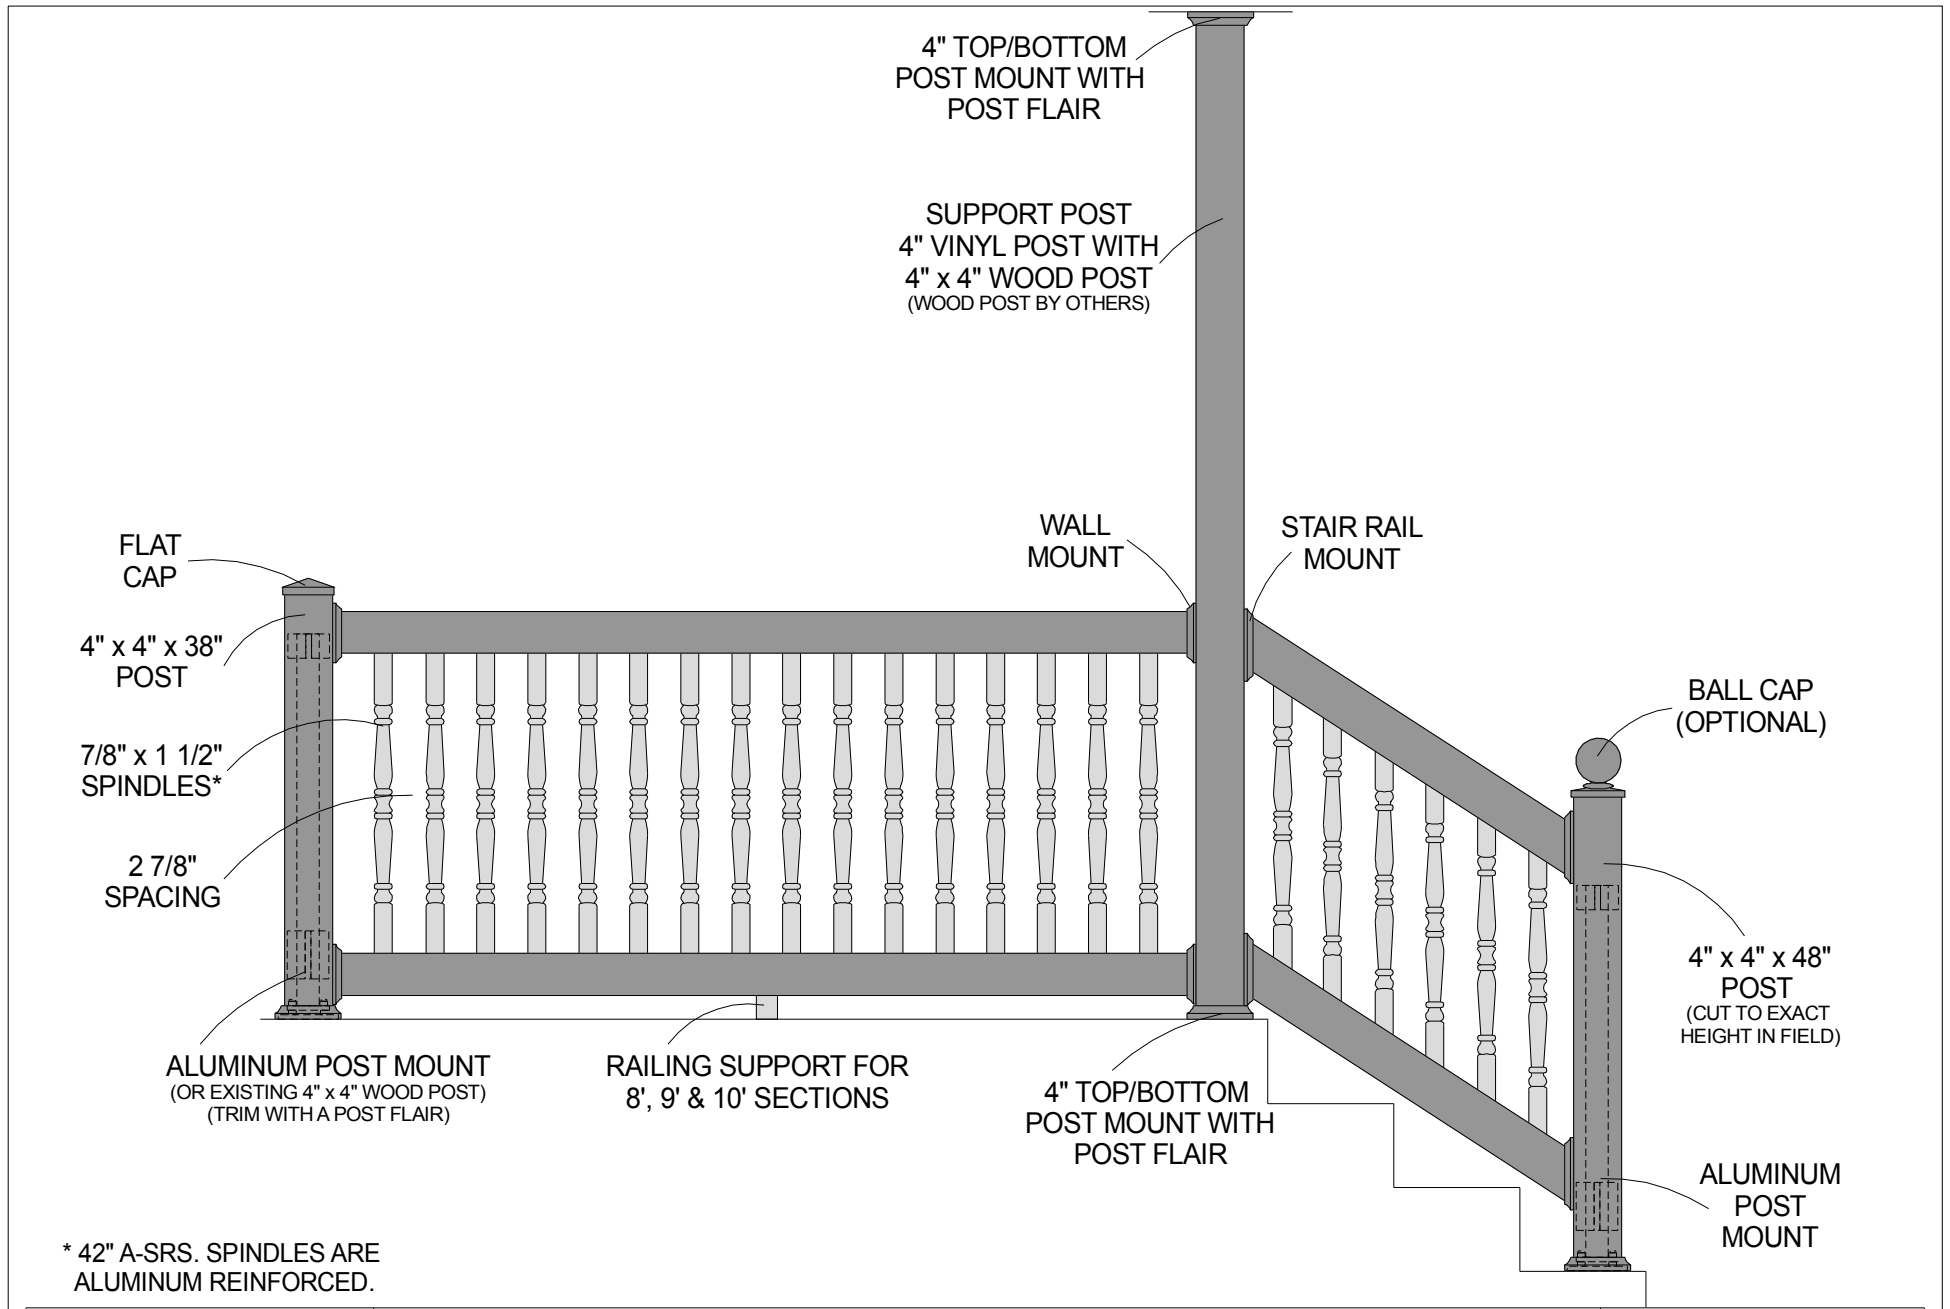 4" TOP/BOTTOM
POST MOUNT WITH
POST FLAIR
SUPPORT POST
4" VINYL POST WITH
4" x 4" WOOD POST
(WOOD POST BY OTHERS)
WALL
MOUNT
STAIR RAIL
MOUNT
FLAT
CAP
4" x 4" x 38"
POST
7/8" x 1 1/2"
SPINDLES*
2 7/8"
SPACING
BALL CAP
(OPTIONAL)
4" x 4" x 48"
POST
(CUT TO EXACT
HEIGHT IN FIELD)
ALUMINUM POST MOUNT
(OR EXISTING 4" x 4" WOOD POST)
(TRIM WITH A POST FLAIR)
RAILING SUPPORT FOR
8', 9' & 10' SECTIONS
4" TOP/BOTTOM
POST MOUNT WITH
POST FLAIR
ALUMINUM
POST
MOUNT
* 42" A-SRS. SPINDLES ARE
ALUMINUM REINFORCED.